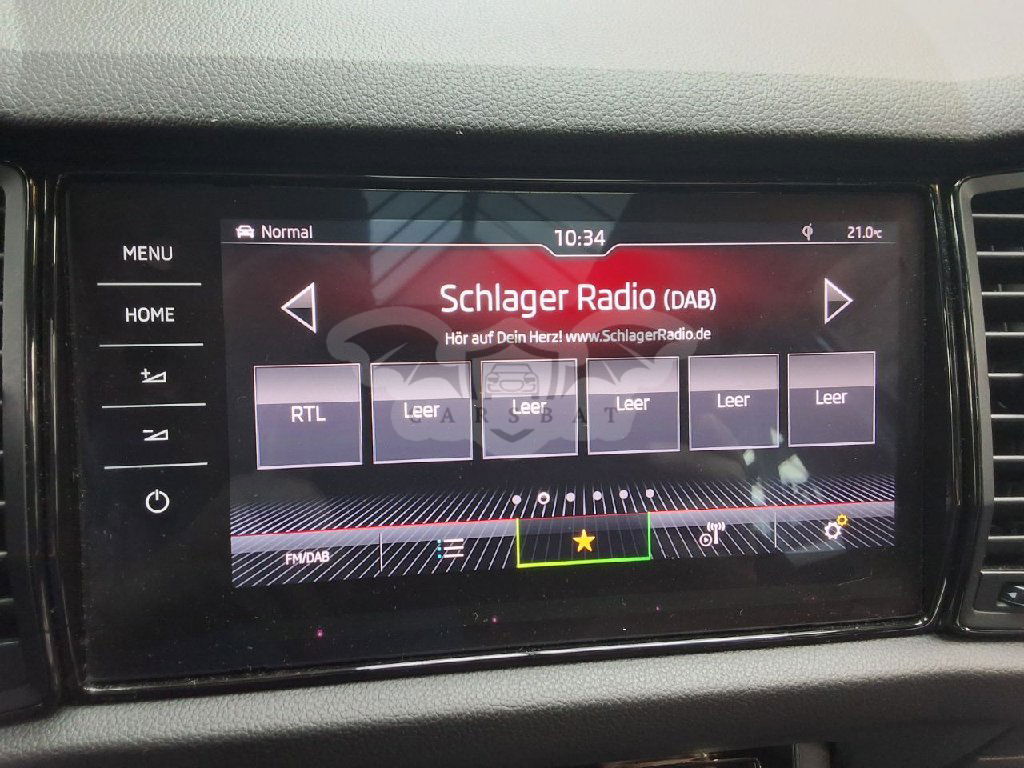 Normal
10:34
21.0°C
MENU
HOME
Schlager Radio (DAB)
Hör auf Dein Herz! www.SchlagerRadio.de
RTL
Leer
Leer
Leer
Leer
Leer
CARSBAT
FM/DAB